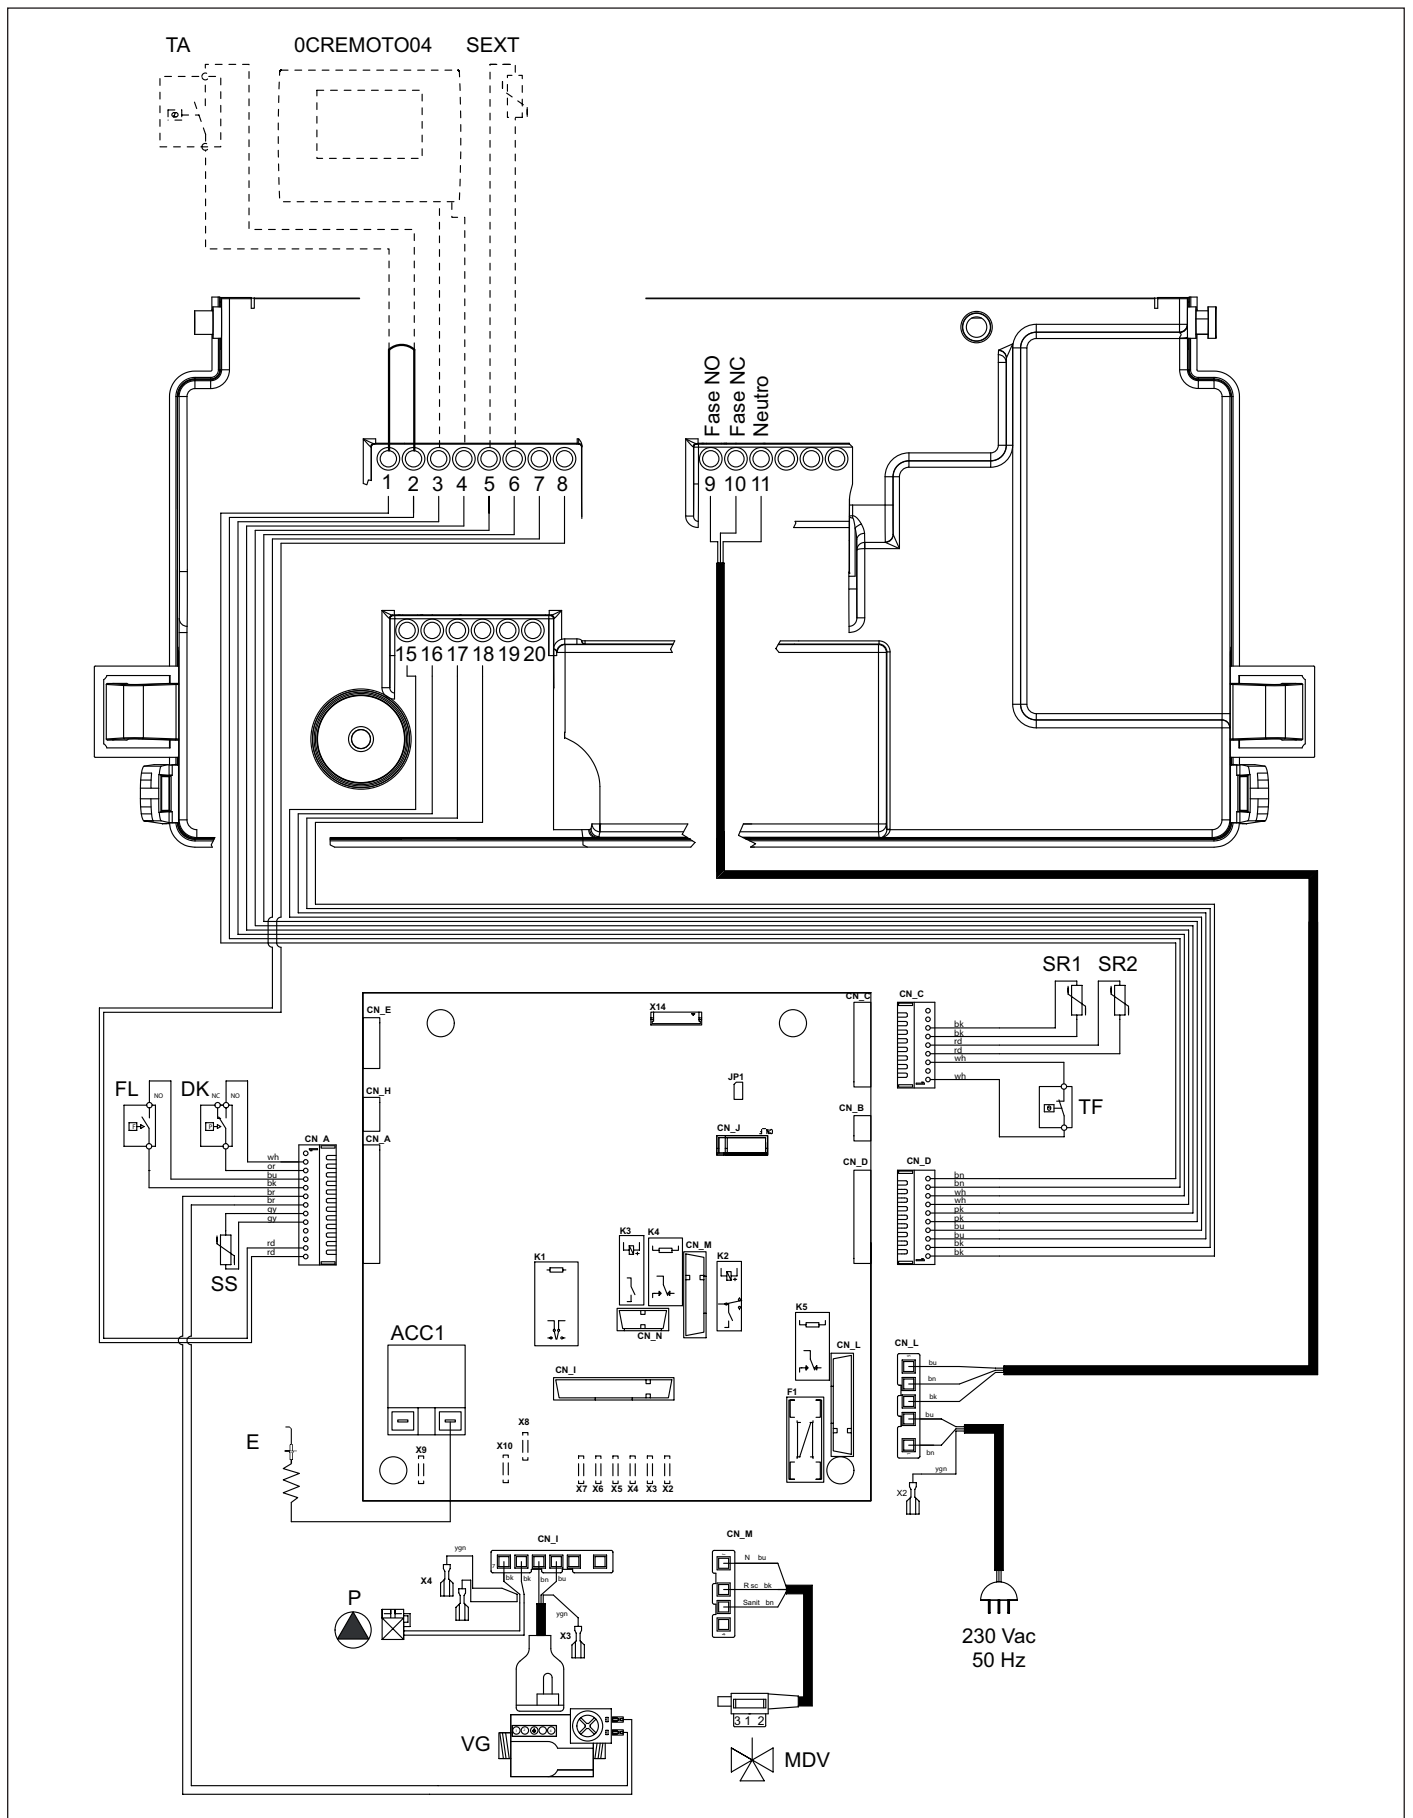 TA 0CREMOTO04 SEXT
Fase NO
Fase NC
Neutro
1 2 3 4 5 6 7 8
9 10 11
15 16 17 18 19 20
SR1 SR2
CN_E
X14
CN_C
CN_C
bk
bk
rd
rd
wh
wh
TF
FL NO DK NC NO
CN_H
JP1
CN_B
CN_J
CN_A
CN_A
wh
or
bu
bk
br
br
gy
gy
rd
rd
SS
CN_D
CN_D
bn
bn
wh
wh
pk
pk
bu
bu
bk
bk
K1
K3
K4
CN_M
K2
CN_N
K5
CN_L
F1
ACC1
CN_I
CN_L
bu
bn
bk
bu
bn
ygn
X2
E
X9
X10
X8
X7 X6 X5 X4 X3 X2
CN_I
ygn
X4
bk bk bn bu
ygn
X3
P
VG
CN_M
N bu
R sc bk
Sanit bn
3 1 2
MDV
230 Vac
50 Hz